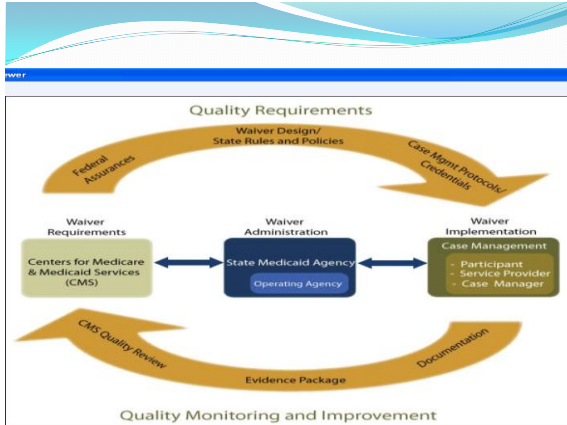 ewer
Quality Requirements
Waiver Design/
State Rules and Policies
Federal
Assurances
Case Mgmt Protocols/
Credentials
Waiver
Requirements
Waiver
Administration
Waiver
Implementation
Centers for Medicare
& Medicaid Services
(CMS)
State Medicaid Agency
Operating Agency
Case Management
- Participant
- Service Provider
- Case Manager
CMS Quality Review
Evidence Package
Documentation
Quality Monitoring and Improvement